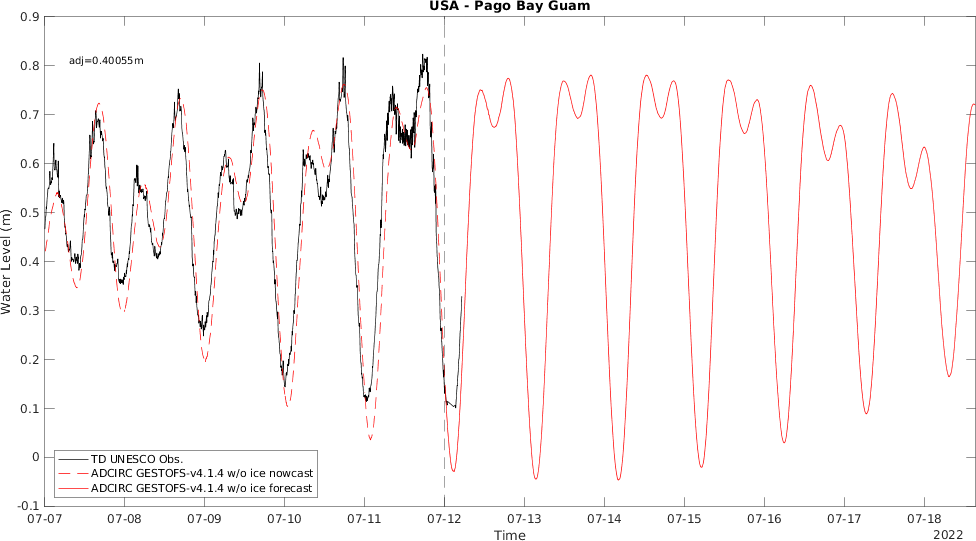 USA - Pago Bay Guam
adj=0.40055m
0.9
0.8
0.7
0.6
0.5
0.4
0.3
0.2
0.1
0
-0.1
Water Level (m)
TD UNESCO Obs.
ADCIRC GESTOFS-v4.1.4 w/o ice nowcast
ADCIRC GESTOFS-v4.1.4 w/o ice forecast
07-07 07-08 07-09 07-10 07-11 07-12 07-13 07-14 07-15 07-16 07-17 07-18
Time
2022